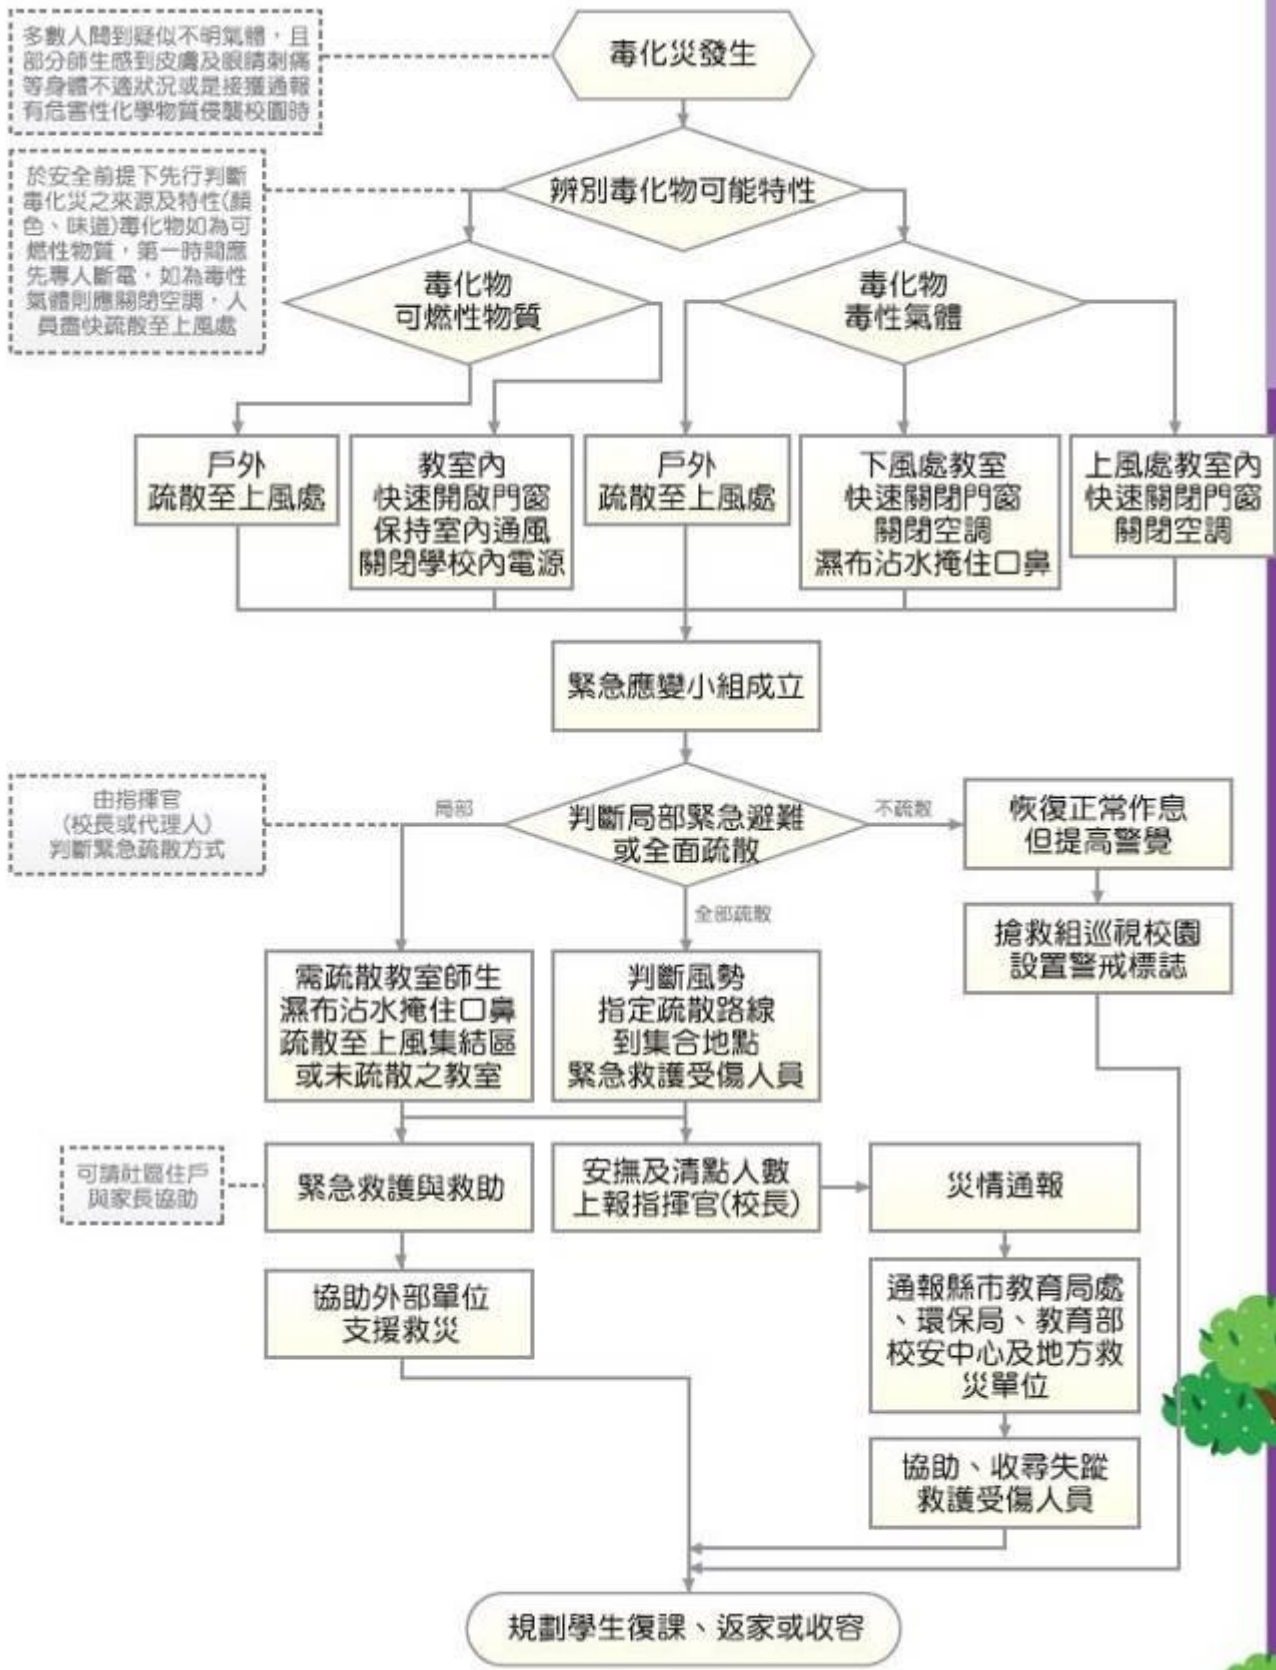 多數人聞到疑似不明氣體，且
部分師生感到皮膚及眼睛刺痛
等身體不適狀況或是接獲通報
有危害性化學物質侵襲校園時
毒化災發生
於安全前提下先行判斷
毒化災之來源及特性(顏
色、味道)毒化物如為可
燃性物質，第一時間應
先專人斷電，如為毒性
氣體則應關閉空調，人
員盡快疏散至上風處
辨別毒化物可能特性
毒化物
可燃性物質
毒化物
毒性氣體
戶外
疏散至上風處
教室內
快速開啟門窗
保持室內通風
關閉學校內電源
戶外
疏散至上風處
下風處教室
快速關閉門窗
關閉空調
濕布沾水掩住口鼻
上風處教室內
快速關閉門窗
關閉空調
緊急應變小組成立
由指揮官
(校長或代理人)
判斷緊急疏散方式
局部
判斷局部緊急避難
或全面疏散
不疏散
恢復正常作息
但提高警覺
全部疏散
搶救組巡視校園
設置警戒標誌
需疏散教室師生
濕布沾水掩住口鼻
疏散至上風集結區
或未疏散之教室
判斷風勢
指定疏散路線
到集合地點
緊急救護受傷人員
可請社區住戶
與家長協助
緊急救護與救助
安撫及清點人數
上報指揮官(校長)
災情通報
協助外部單位
支援救災
通報縣市教育局處
、環保局、教育部
校安中心及地方救
災單位
協助、收尋失蹤
救護受傷人員
規劃學生復課、返家或收容